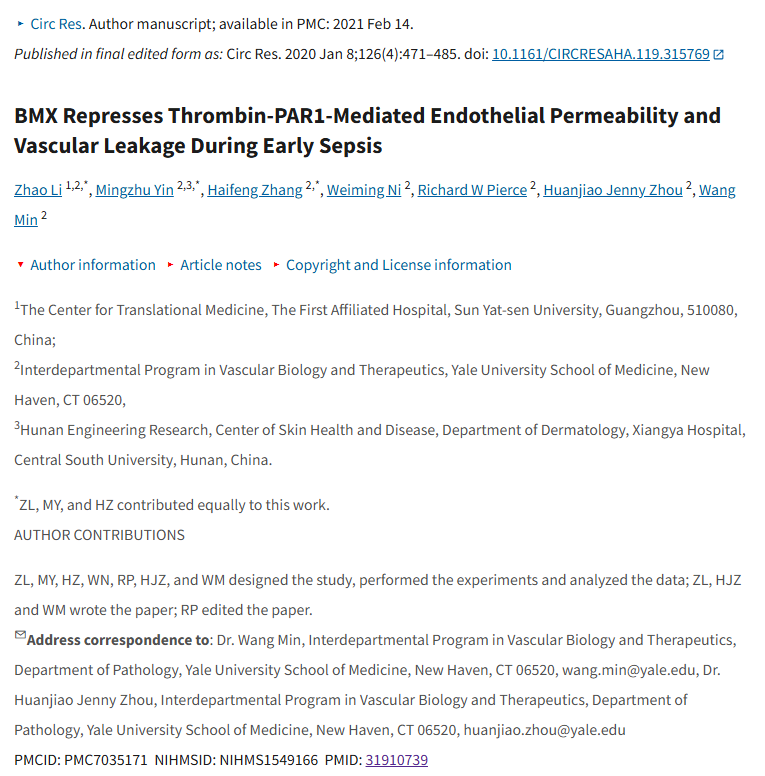 Circ Res. Author manuscript; available in PMC: 2021 Feb 14.
Published in final edited form as: Circ Res. 2020 Jan 8;126(4):471–485. doi: 10.1161/CIRCRESAHA.119.315769
BMX Represses Thrombin-PAR1-Mediated Endothelial Permeability and
Vascular Leakage During Early Sepsis
Zhao Li 1,2,*, Mingzhu Yin 2,3,*, Haifeng Zhang 2,*, Weiming Ni 2, Richard W Pierce 2, Huanjiao Jenny Zhou 2, Wang
Min 2
Author information Article notes Copyright and License information
1The Center for Translational Medicine, The First Affiliated Hospital, Sun Yat-sen University, Guangzhou, 510080,
China;
2Interdepartmental Program in Vascular Biology and Therapeutics, Yale University School of Medicine, New
Haven, CT 06520,
3Hunan Engineering Research, Center of Skin Health and Disease, Department of Dermatology, Xiangya Hospital,
Central South University, Hunan, China.
*ZL, MY, and HZ contributed equally to this work.
AUTHOR CONTRIBUTIONS
ZL, MY, HZ, WN, RP, HJZ, and WM designed the study, performed the experiments and analyzed the data; ZL, HJZ
and WM wrote the paper; RP edited the paper.
Address correspondence to: Dr. Wang Min, Interdepartmental Program in Vascular Biology and Therapeutics,
Department of Pathology, Yale University School of Medicine, New Haven, CT 06520, wang.min@yale.edu, Dr.
Huanjiao Jenny Zhou, Interdepartmental Program in Vascular Biology and Therapeutics, Department of
Pathology, Yale University School of Medicine, New Haven, CT 06520, huanjiao.zhou@yale.edu
PMCID: PMC7035171 NIHMSID: NIHMS1549166 PMID: 31910739